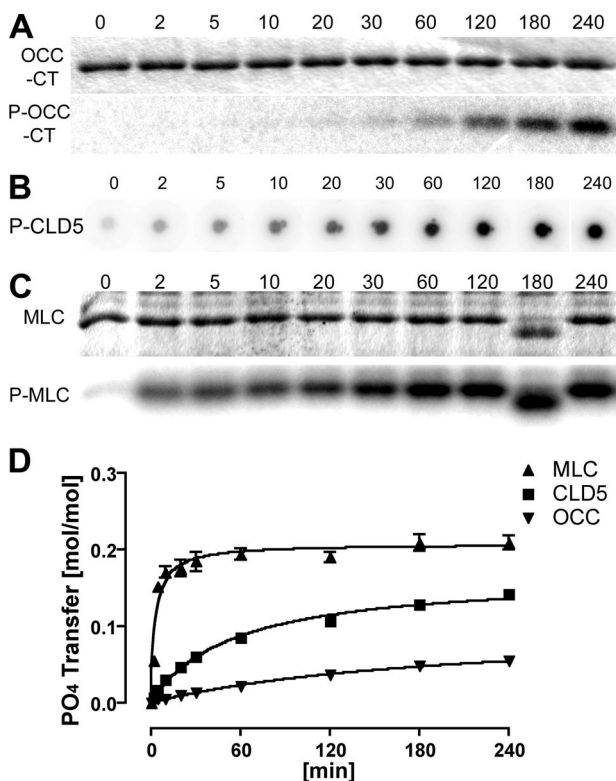 A
0 2 5 10 20 30 60 120 180 240
OCC
-CT
P-OCC
-CT
B
0 2 5 10 20 30 60 120 180 240
P-CLD5
C
0 2 5 10 20 30 60 120 180 240
MLC
P-MLC
D
MLC
CLD5
OCC
PO4 Transfer [mol/mol]
0.3
0.2
0.1
0.0
0 60 120 180 240
[min]